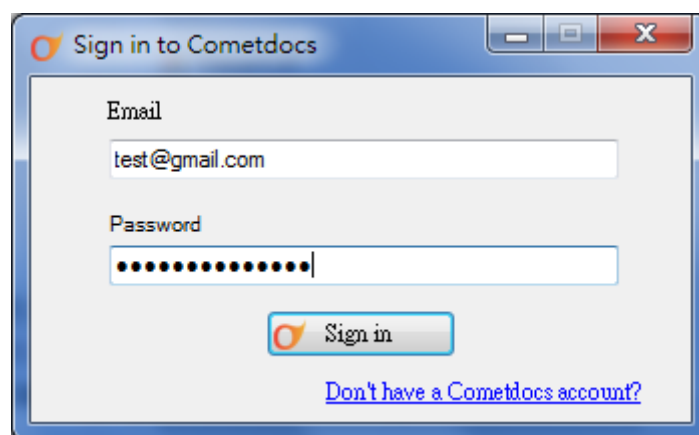 Sign in to Cometdocs
Email
test@gmail.com
Password
●●●●●●●●●●●●●●
Sign in
Don't have a Cometdocs account?